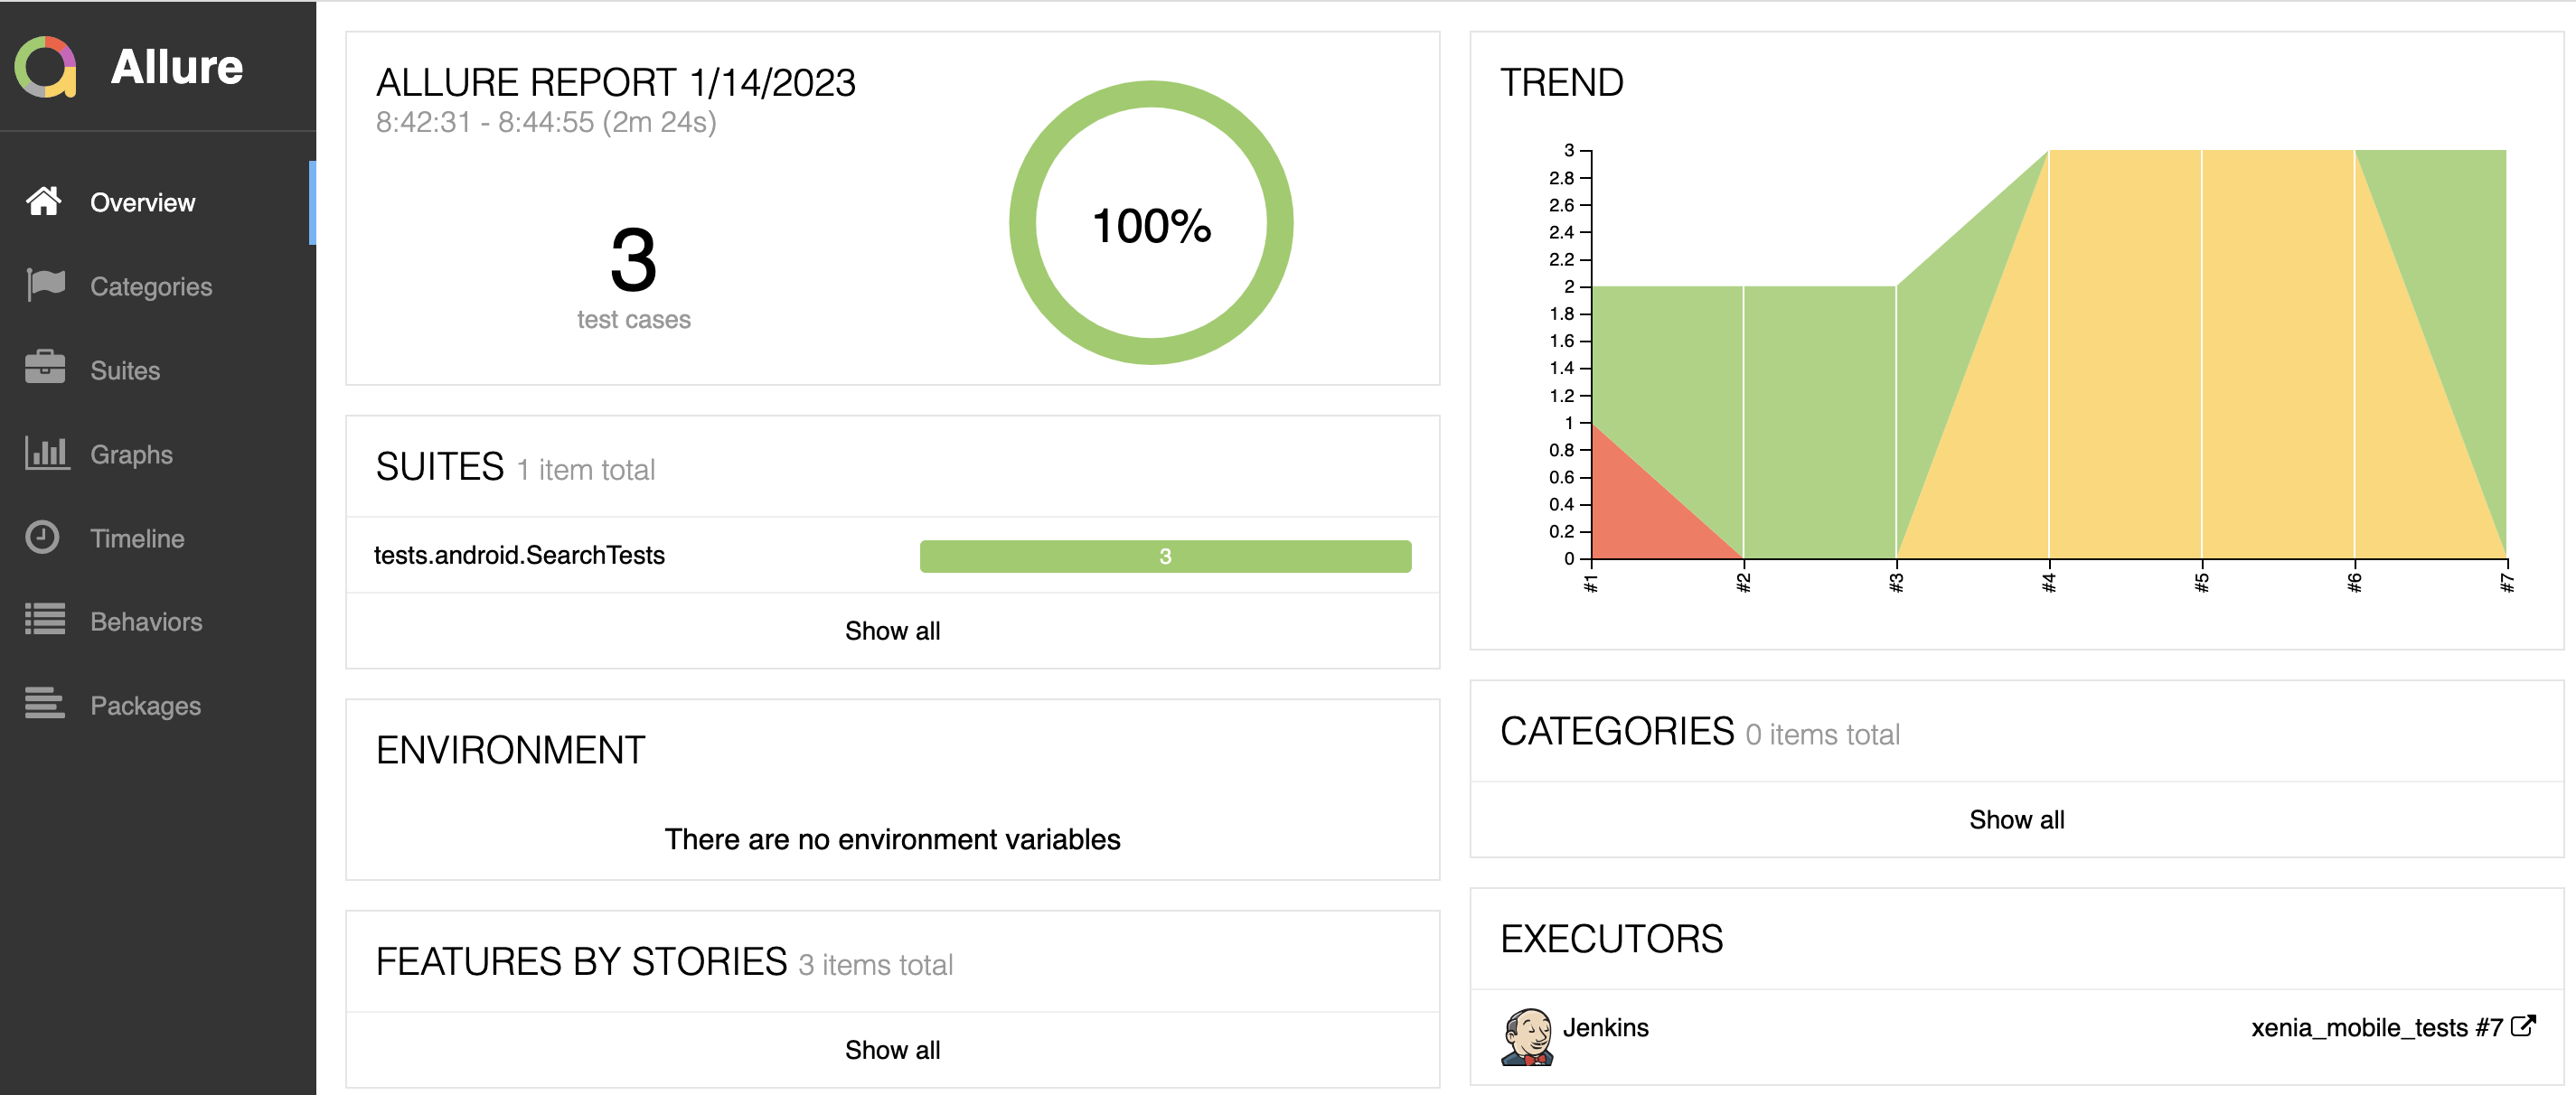 Allure
Overview
Categories
Suites
Graphs
Timeline
Behaviors
Packages
ALLURE REPORT 1/14/2023
8:42:31 - 8:44:55 (2m 24s)
3
test cases
100%
SUITES 1 item total
tests.android.SearchTests 3
Show all
ENVIRONMENT
There are no environment variables
FEATURES BY STORIES 3 items total
Show all
TREND
3
2.8
2.6
2.4
2.2
2
1.8
1.6
1.4
1.2
1
0.8
0.6
0.4
0.2
0
#1 #2 #3 #4 #5 #6 #7
CATEGORIES 0 items total
Show all
EXECUTORS
Jenkins xenia_mobile_tests #7